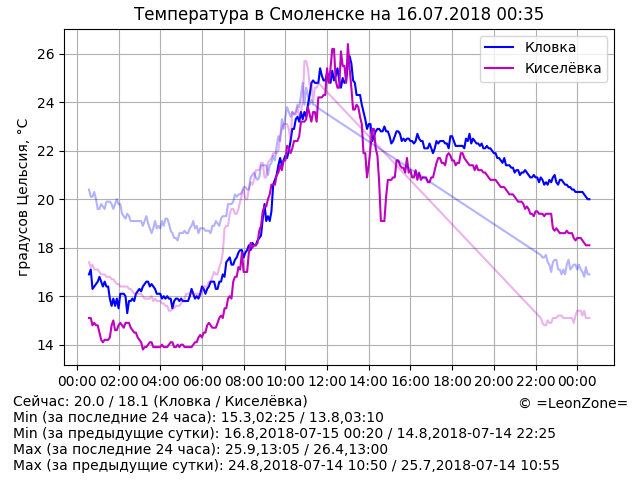 Температура в Смоленске на 16.07.2018 00:35
Кловка
Киселёвка
градусов Цельсия, °C
26
24
22
20
18
16
14
00:00 02:00 04:00 06:00 08:00 10:00 12:00 14:00 16:00 18:00 20:00 22:00 00:00
Сейчас: 20.0 / 18.1 (Кловка / Киселёвка)
© =LeonZone=
Min (за последние 24 часа): 15.3,02:25 / 13.8,03:10
Min (за предыдущие сутки): 16.8,2018-07-15 00:20 / 14.8,2018-07-14 22:25
Max (за последние 24 часа): 25.9,13:05 / 26.4,13:00
Max (за предыдущие сутки): 24.8,2018-07-14 10:50 / 25.7,2018-07-14 10:55